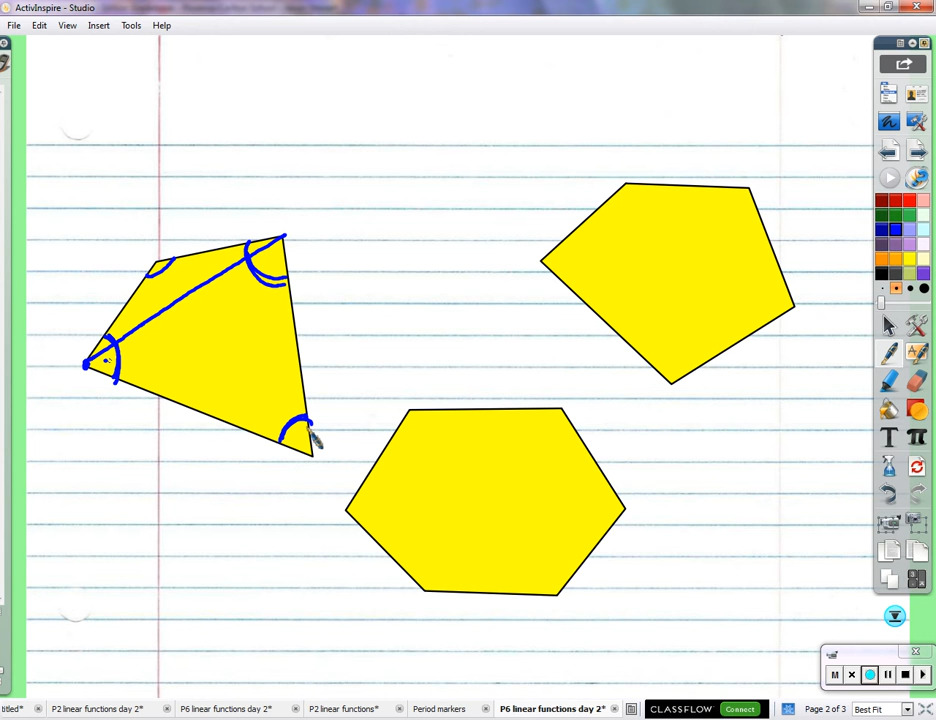 ActivInspire - Studio
File Edit View Insert Tools Help
M
titled* P2 linear functions day 2* P6 linear functions day 2* P2 linear functions* Period markers P6 linear functions day 2* CLASSFLOW Connect Page 2 of 3 Best Fit